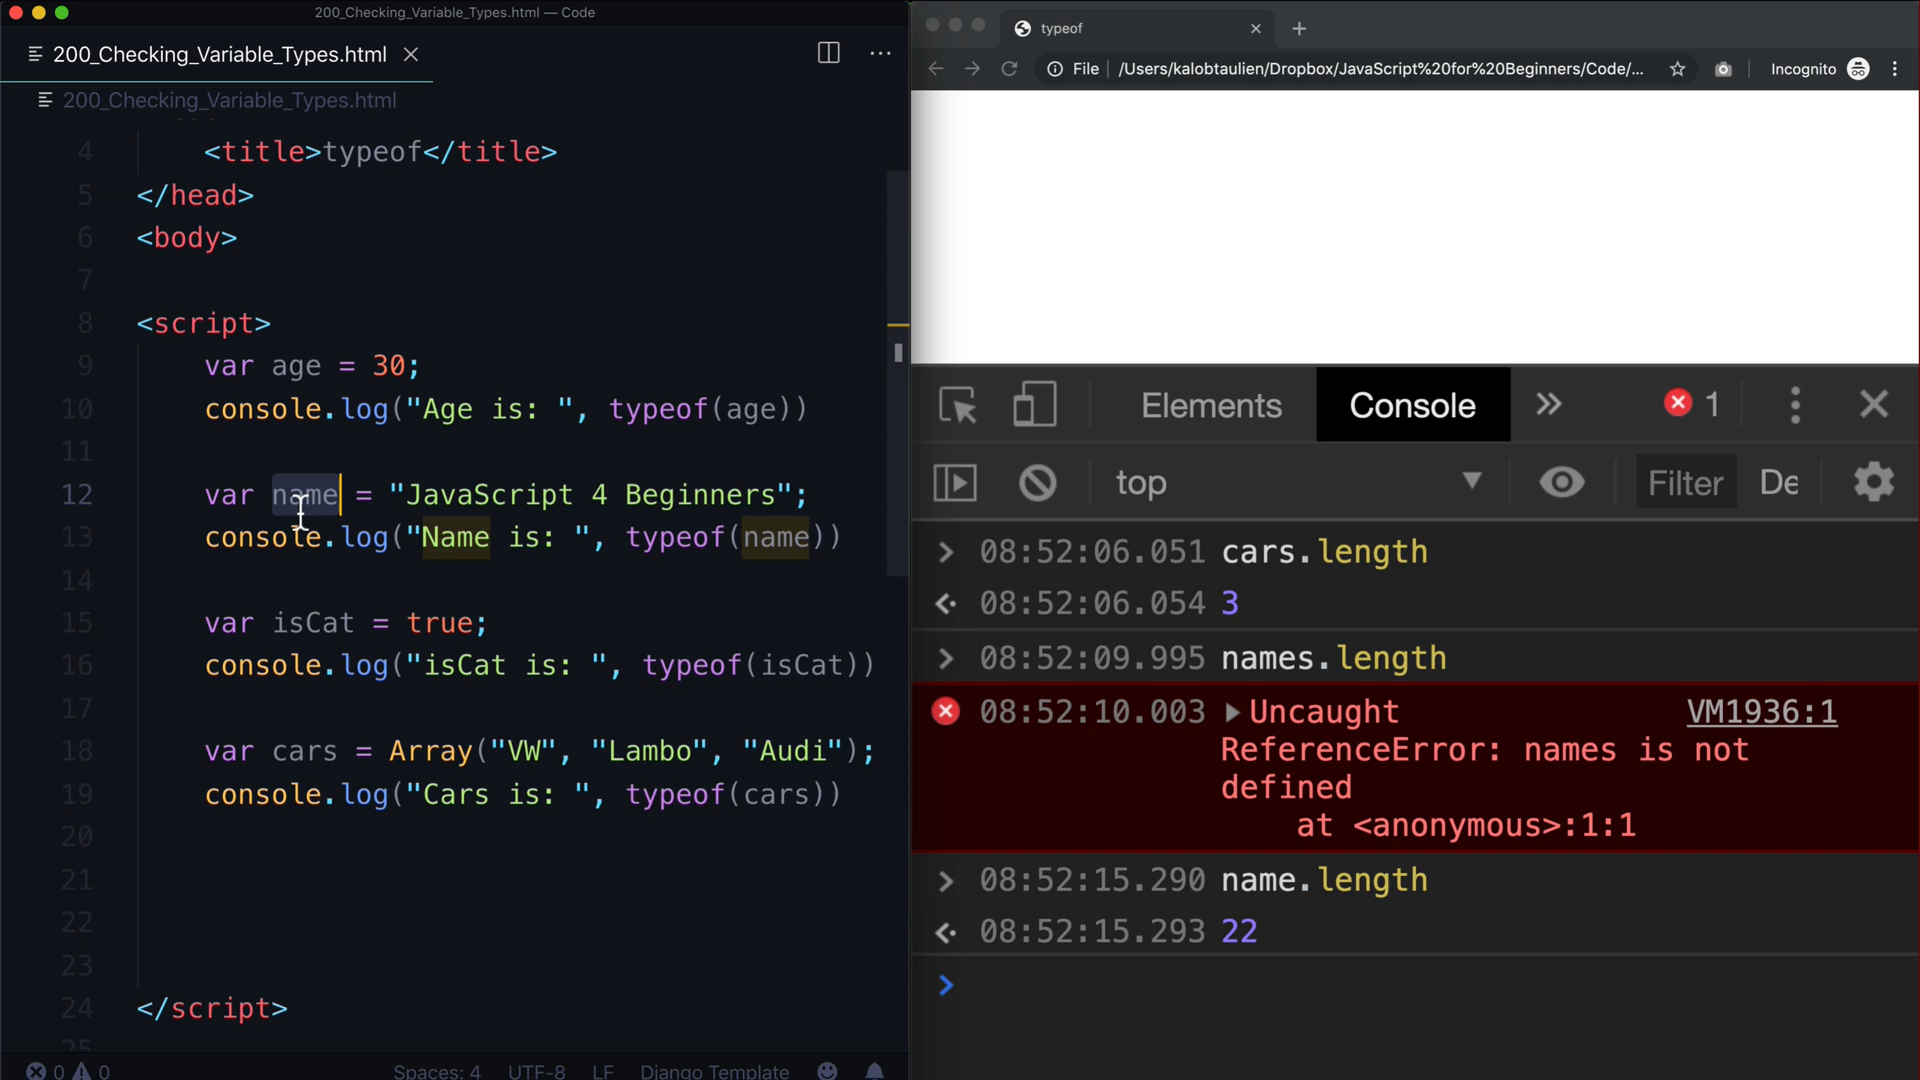 200_Checking_Variable_Types.html — Code
200_Checking_Variable_Types.html
200_Checking_Variable_Types.html
4 <title>typeof</title>
5 </head>
6 <body>
7
8 <script>
9 var age = 30;
10 console.log("Age is: ", typeof(age))
11
12 var name = "JavaScript 4 Beginners";
13 console.log("Name is: ", typeof(name))
14
15 var isCat = true;
16 console.log("isCat is: ", typeof(isCat))
17
18 var cars = Array("VW", "Lambo", "Audi");
19 console.log("Cars is: ", typeof(cars))
20
21
22
23
24 </script>
25
0 0 Spaces: 4 UTF-8 LF Django Template
typeof
File /Users/kalobtaulien/Dropbox/JavaScript%20for%20Beginners/Code/... Incognito
Elements Console 1
top Filter De
08:52:06.051 cars.length
08:52:06.054 3
08:52:09.995 names.length
08:52:10.003 Uncaught VM1936:1
ReferenceError: names is not
defined
at <anonymous>:1:1
08:52:15.290 name.length
08:52:15.293 22